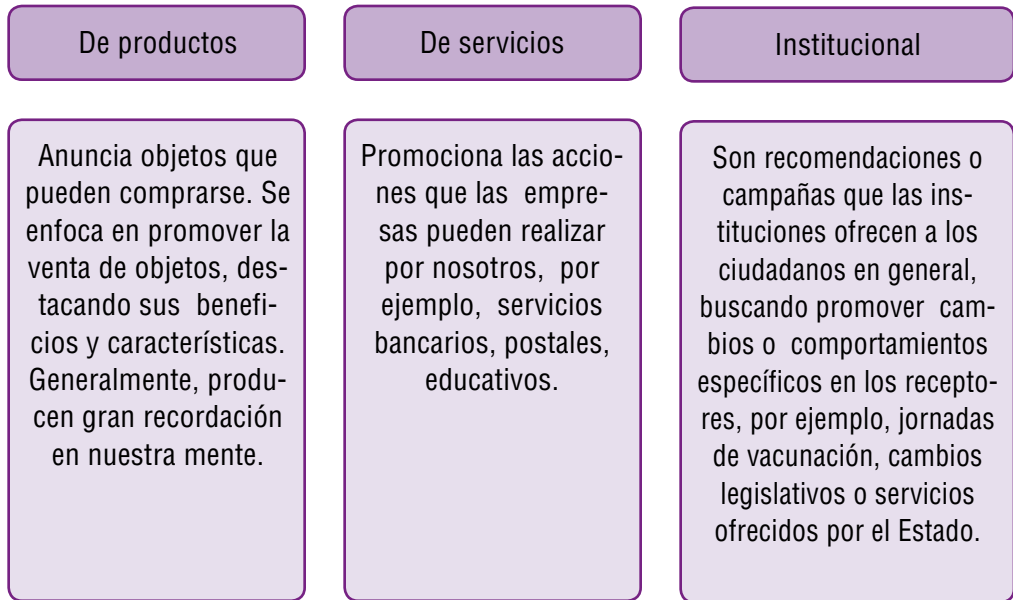 De productos
De servicios
Institucional
Anuncia objetos que
pueden comprarse. Se
enfoca en promover la
venta de objetos, des-
tacando sus benefi-
cios y características.
Generalmente, produ-
cen gran recordación
en nuestra mente.
Promociona las accio-
nes que las empre-
sas pueden realizar
por nosotros, por
ejemplo, servicios
bancarios, postales,
educativos.
Son recomendaciones o
campañas que las ins-
tituciones ofrecen a los
ciudadanos en general,
buscando promover cam-
bios o comportamientos
específicos en los recepto-
res, por ejemplo, jornadas
de vacunación, cambios
legislativos o servicios
ofrecidos por el Estado.